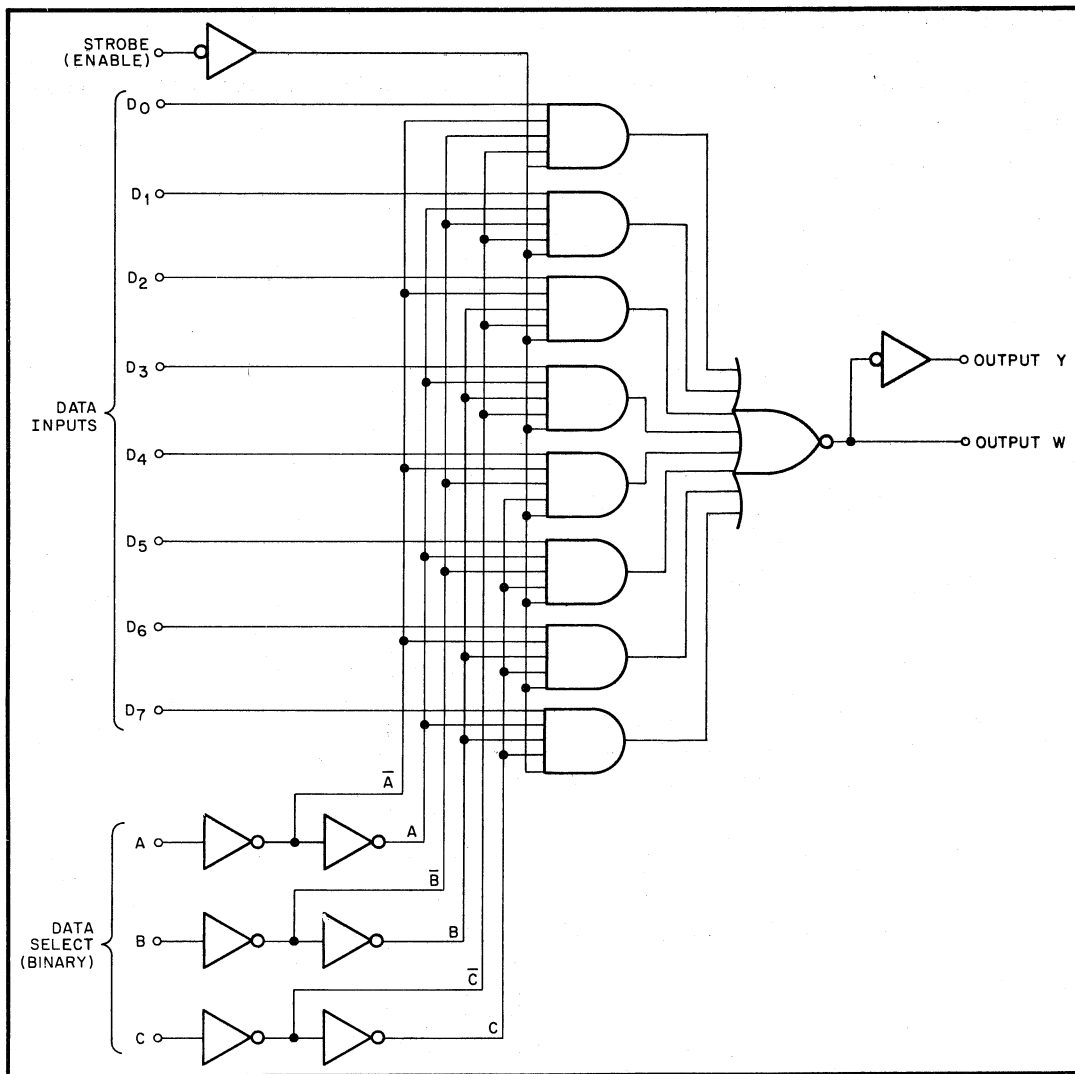 STROBE
(ENABLE)
D0
D1
D2
D3
DATA
INPUTS
D4
D5
D6
D7
OUTPUT Y
OUTPUT W
A̅
A
A
B̅
DATA
SELECT
(BINARY)
B
B
C̅
C
C